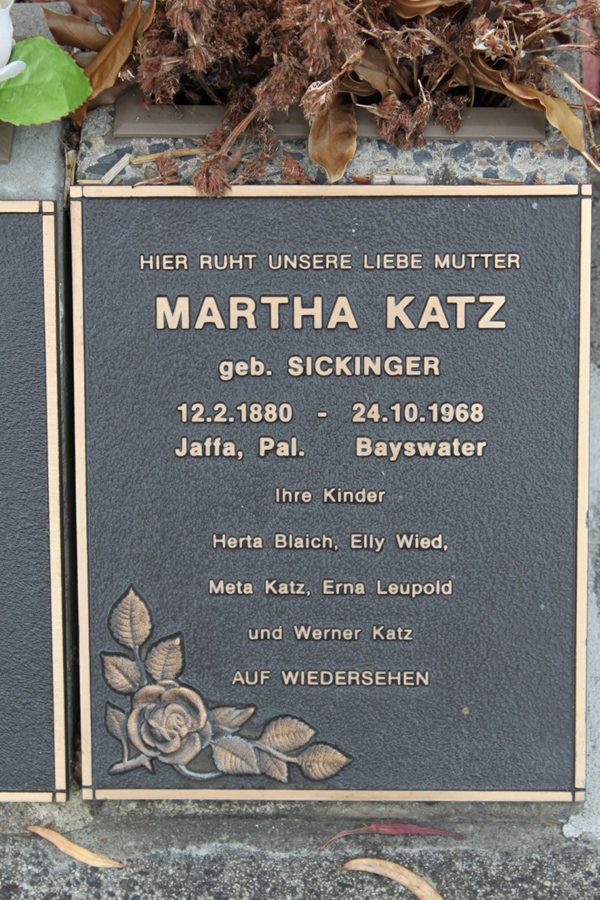 HIER RUHT UNSERE LIEBE MUTTER
MARTHA KATZ
geb. SICKINGER
12.2.1880 - 24.10.1968
Jaffa, Pal. Bayswater
Ihre Kinder
Herta Blaich, Elly Wied,
Meta Katz, Erna Leupold
und Werner Katz
AUF WIEDERSEHEN